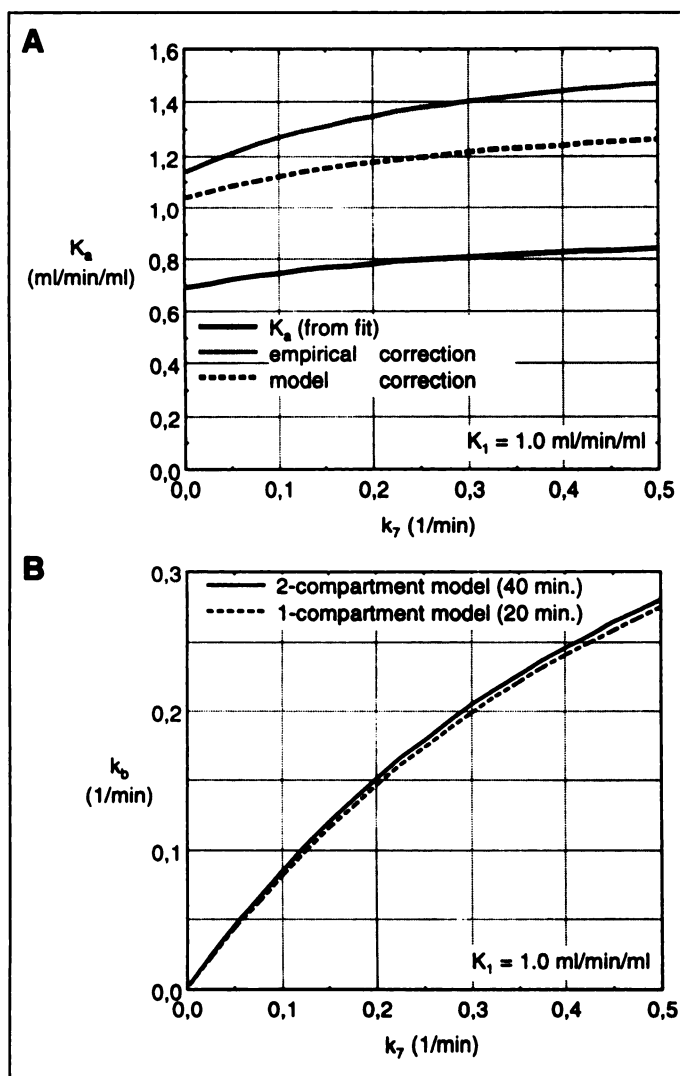 A
1,6
1,4
1,2
1,0
0,8
0,6
0,4
0,2
0,0
Kₐ
(ml/min/ml)
Kₐ (from fit)
empirical correction
model correction
K₁ = 1.0 ml/min/ml
0,0 0,1 0,2 0,3 0,4 0,5
k₇ (1/min)
B
0,3
0,2
0,1
0,0
k_b
(1/min)
2-compartment model (40 min.)
1-compartment model (20 min.)
K₁ = 1.0 ml/min/ml
0,0 0,1 0,2 0,3 0,4 0,5
k₇ (1/min)